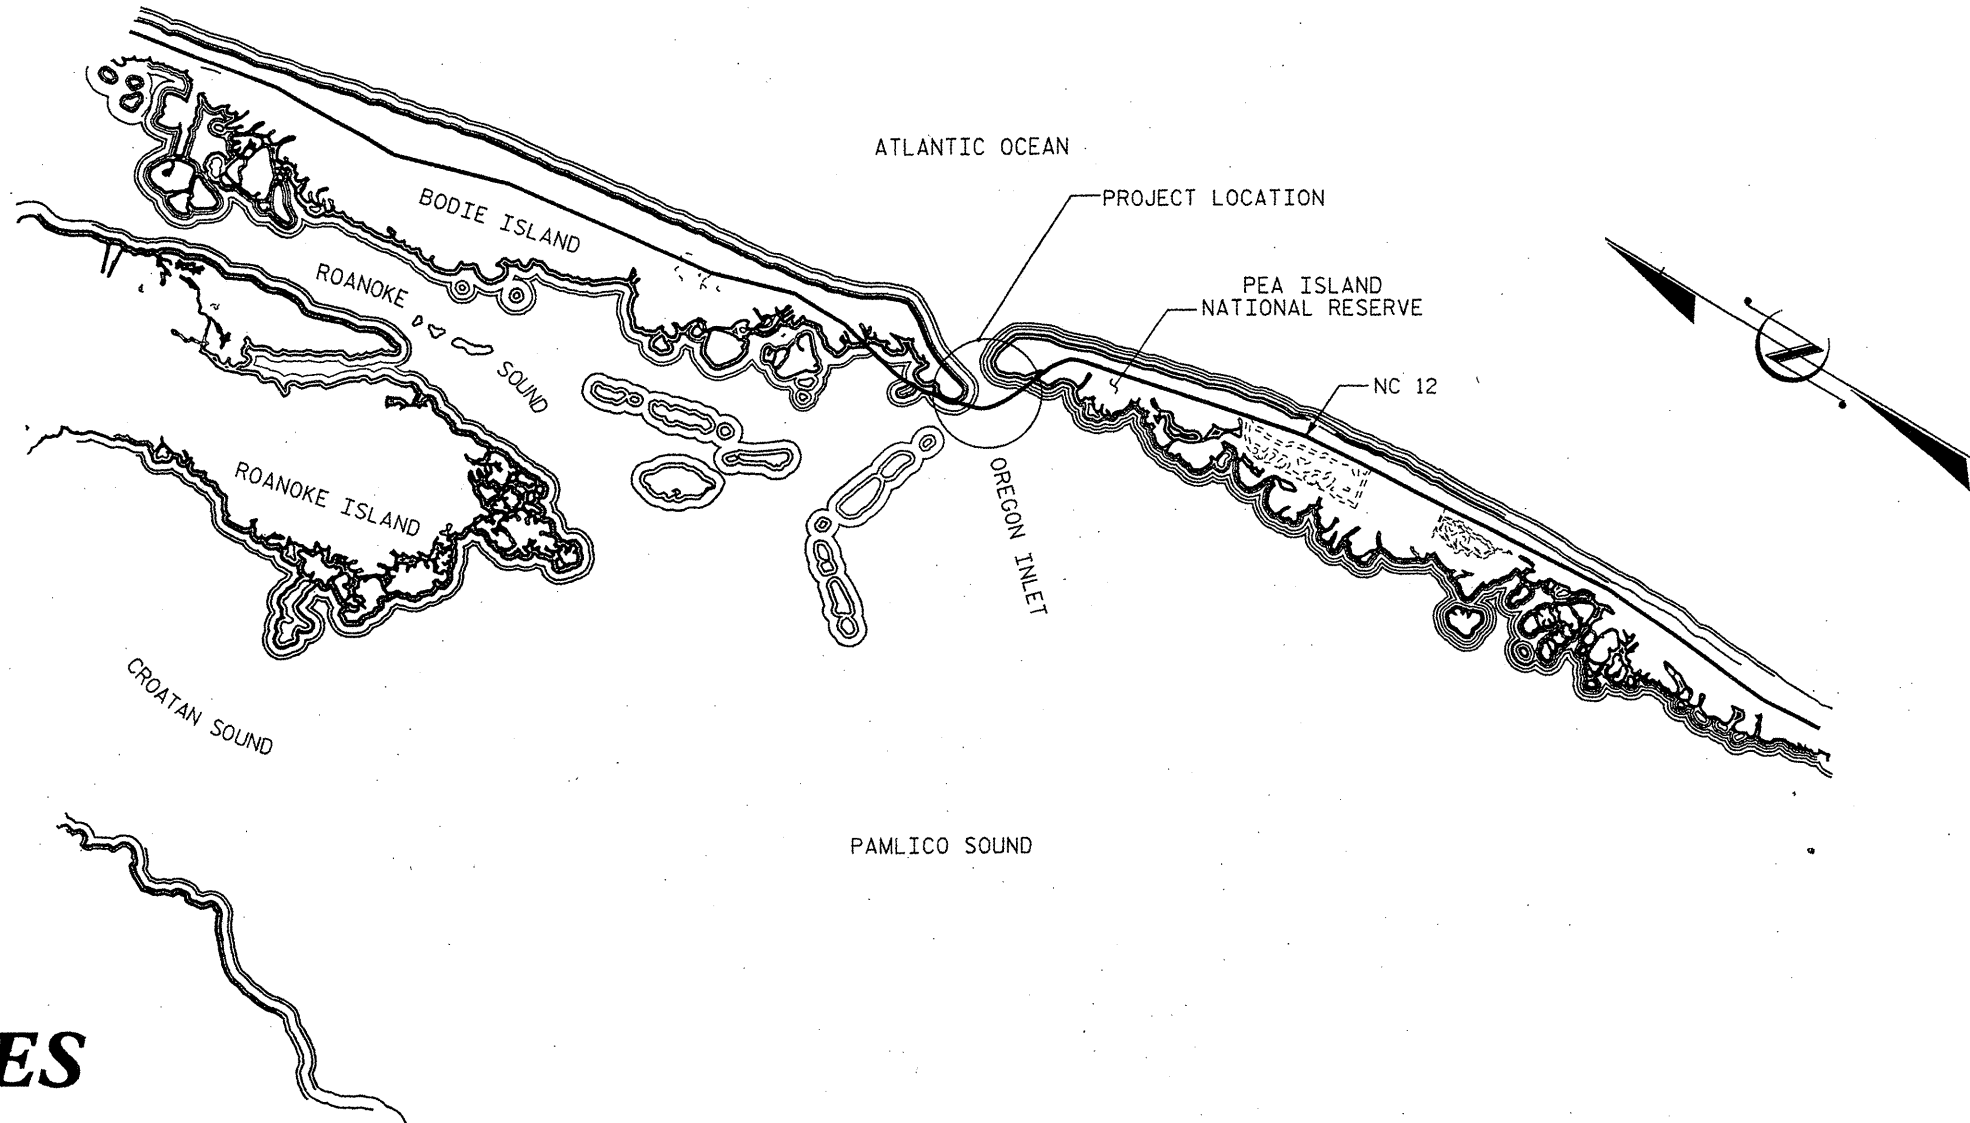 ATLANTIC OCEAN
PROJECT LOCATION
BODIE ISLAND
ROANOKE
SOUND
PEA ISLAND
NATIONAL RESERVE
NC 12
ROANOKE ISLAND
OREGON INLET
CROATAN SOUND
PAMLICO SOUND
ES